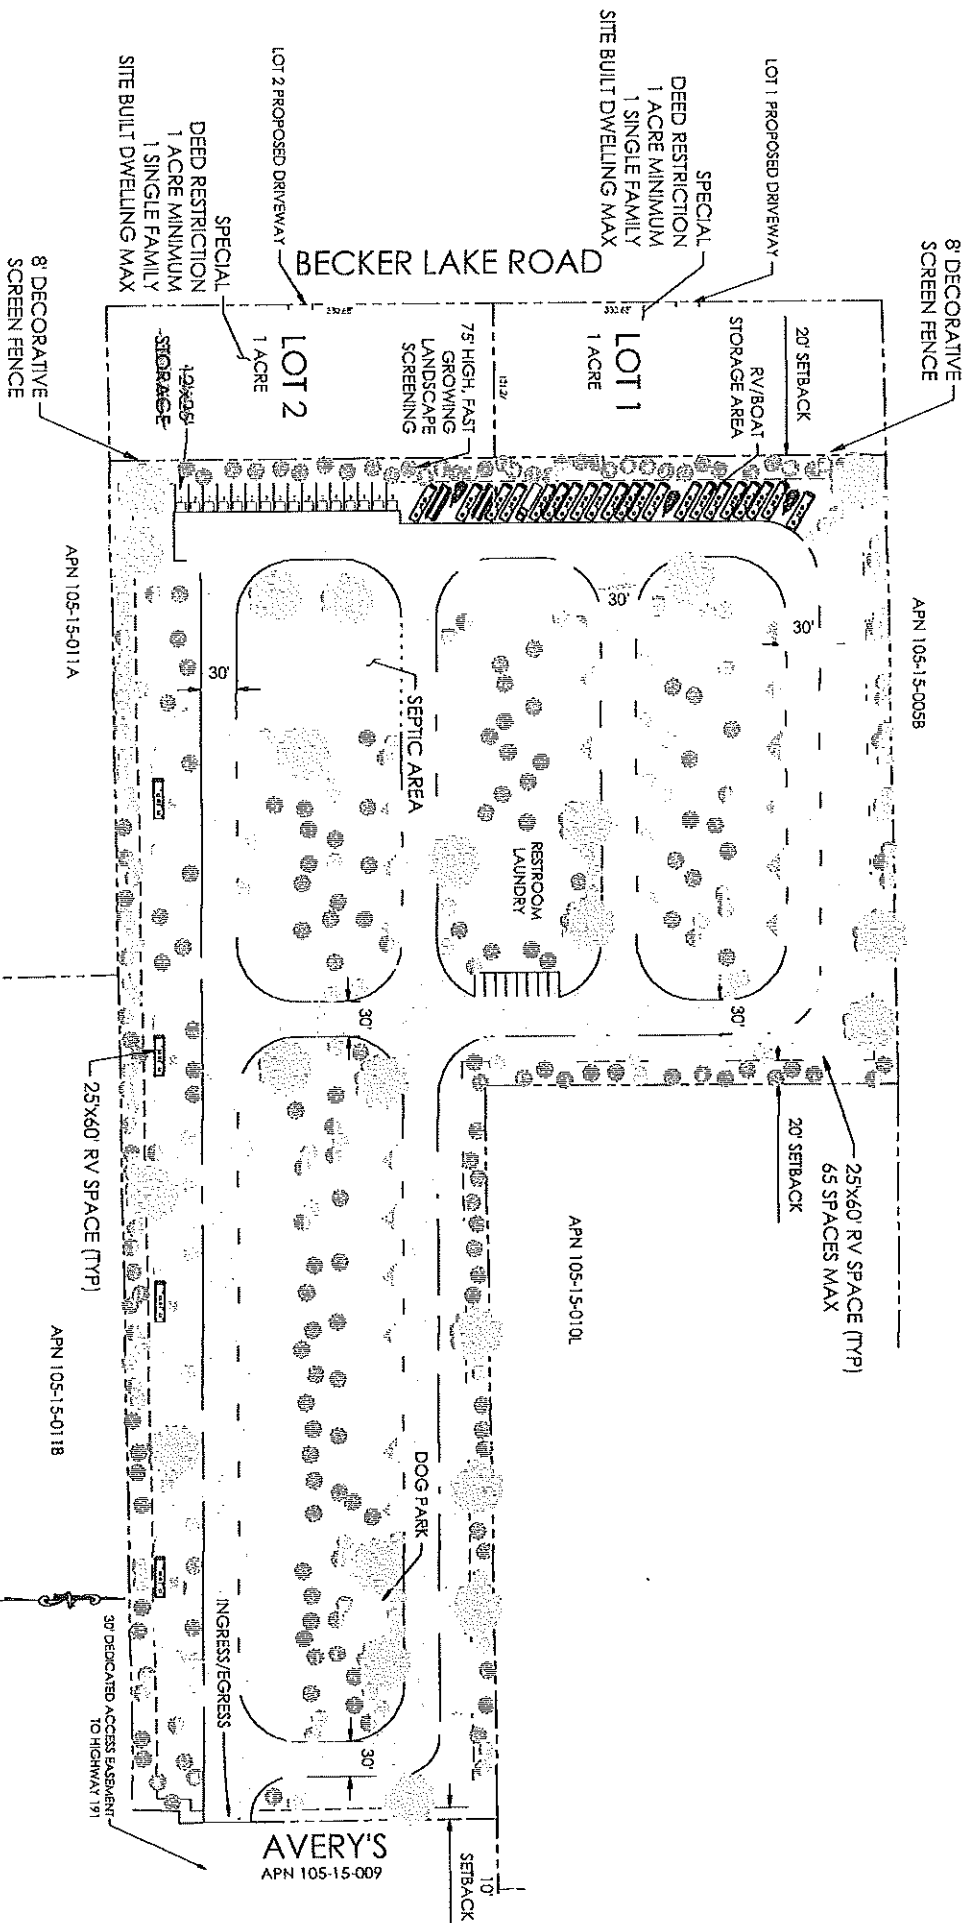 8' DECORATIVE
SCREEN FENCE
LOT 1 PROPOSED DRIVEWAY
SPECIAL
DEED RESTRICTION
1 ACRE MINIMUM
1 SINGLE FAMILY
SITE BUILT DWELLING MAX
BECKER LAKE ROAD
LOT 2 PROPOSED DRIVEWAY
SPECIAL
DEED RESTRICTION
1 ACRE MINIMUM
1 SINGLE FAMILY
SITE BUILT DWELLING MAX
8' DECORATIVE
SCREEN FENCE
20' SETBACK
RV/BOAT
STORAGE AREA
LOT 1
1 ACRE
75' HIGH, FAST
GROWING
LANDSCAPE
SCREENING
LOT 2
1 ACRE
12'X25'
STORAGE
APN 105-15-005B
30'
30'
30'
SEPTIC AREA
RESTROOM
LAUNDRY
APN 105-15-011A
30'
30'
20' SETBACK
25'x60' RV SPACE (TYP)
65 SPACES MAX
25'x60' RV SPACE (TYP)
APN 105-15-010L
APN 105-15-011B
DOG PARK
INGRESS/EGRESS
30'
30' DEDICATED ACCESS EASEMENT
TO HIGHWAY 191
AVERY'S
APN 105-15-009
10'
SETBACK